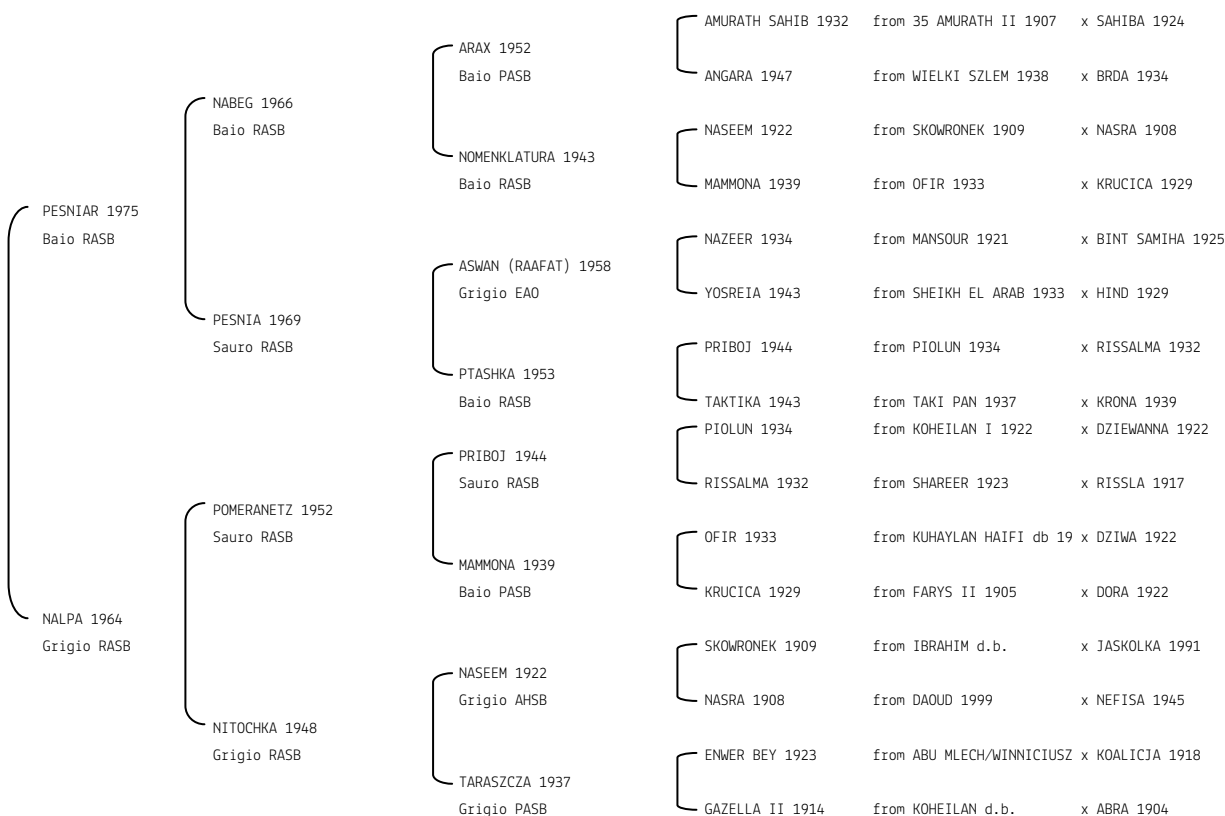 AMURATH SAHIB 1932 from 35 AMURATH II 1907 x SAHIBA 1924
ARAX 1952
Baio PASB
ANGARA 1947 from WIELKI SZLEM 1938 x BRDA 1934
NABEG 1966
Baio RASB
NASEEM 1922 from SKOWRONEK 1909 x NASRA 1908
NOMENKLATURA 1943
Baio RASB
MAMMONA 1939 from OFIR 1933 x KRUCICA 1929
PESNIAR 1975
Baio RASB
NAZEER 1934 from MANSOUR 1921 x BINT SAMIHA 1925
ASWAN (RAAFAT) 1958
Grigio EAO
YOSREIA 1943 from SHEIKH EL ARAB 1933 x HIND 1929
PESNIA 1969
Sauro RASB
PRIBOJ 1944 from PIOLUN 1934 x RISSALMA 1932
PTASHKA 1953
Baio RASB
TAKTIKA 1943 from TAKI PAN 1937 x KRONA 1939
PIOLUN 1934 from KOHEILAN I 1922 x DZIEWANNA 1922
PRIBOJ 1944
Sauro RASB
RISSALMA 1932 from SHAREER 1923 x RISSLA 1917
POMERANETZ 1952
Sauro RASB
OFIR 1933 from KUHAYLAN HAIFI db 19 x DZIWA 1922
MAMMONA 1939
Baio PASB
KRUCICA 1929 from FARYS II 1905 x DORA 1922
NALPA 1964
Grigio RASB
SKOWRONEK 1909 from IBRAHIM d.b. x JASKOLKA 1991
NASEEM 1922
Grigio AHSB
NASRA 1908 from DAOUD 1999 x NEFISA 1945
NITOCHKA 1948
Grigio RASB
ENWER BEY 1923 from ABU MLECH/WINNICIUSZ x KOALICJA 1918
TARASZCZA 1937
Grigio PASB
GAZELLA II 1914 from KOHEILAN d.b. x ABRA 1904